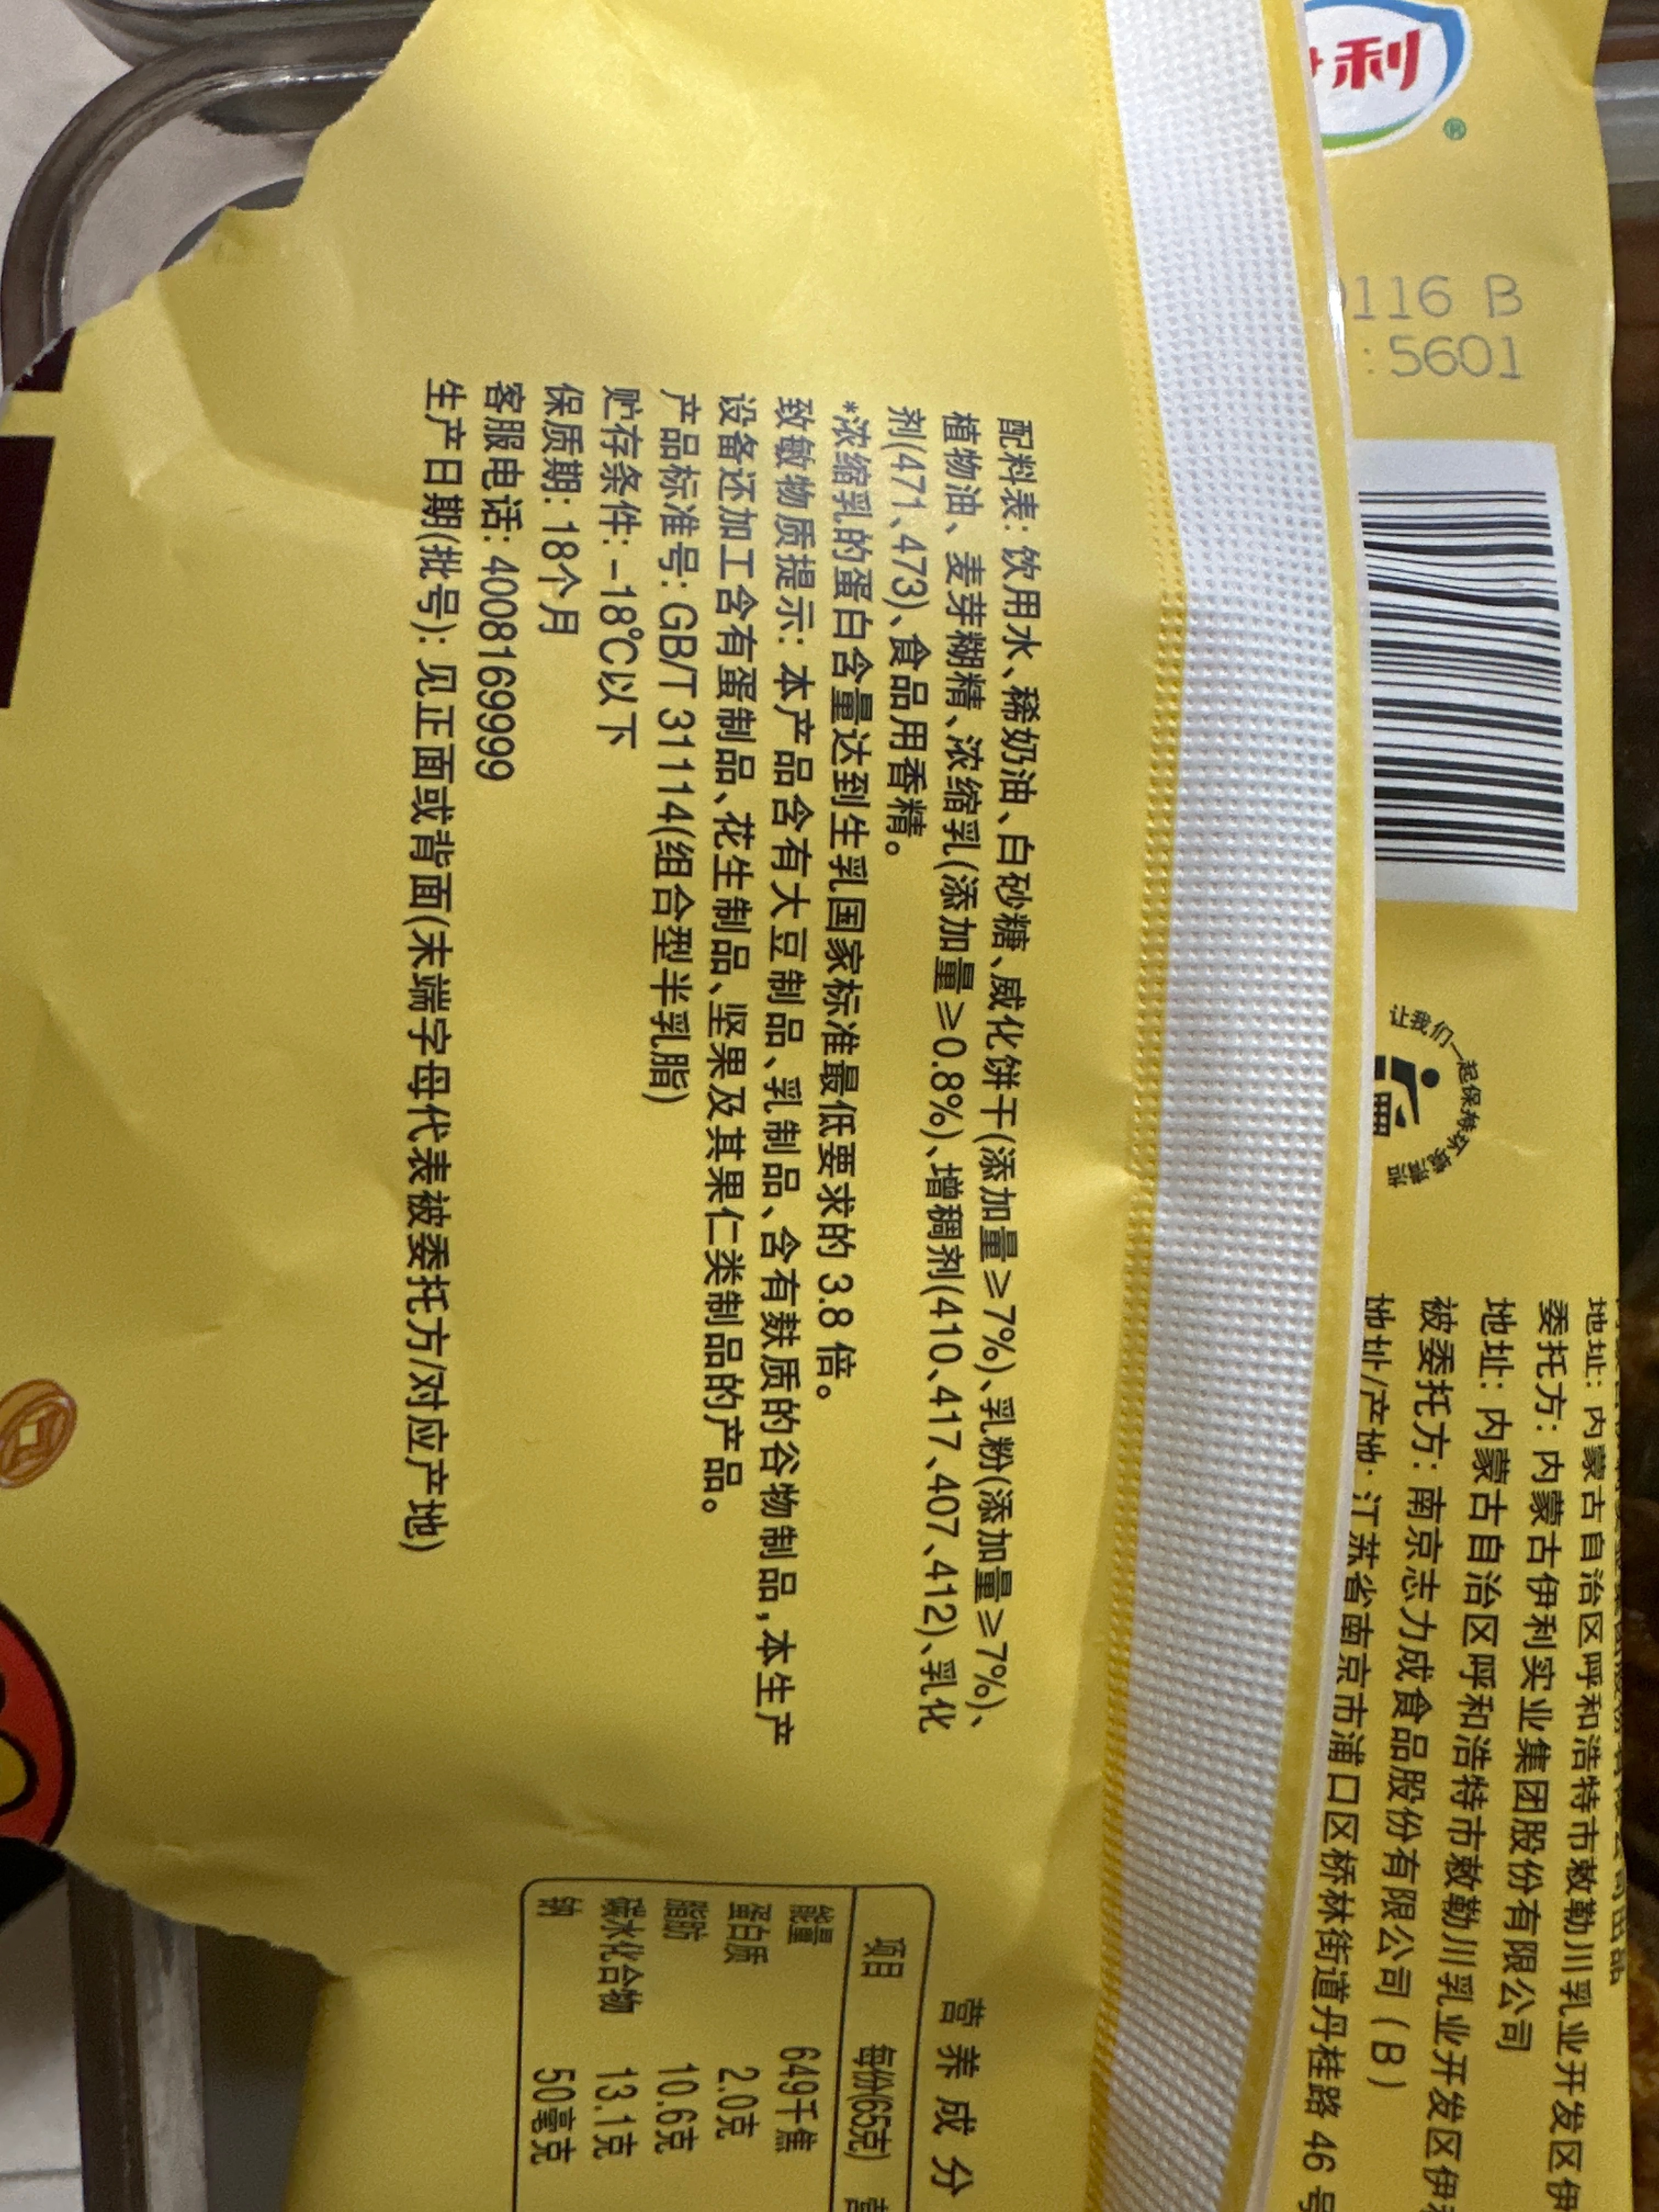 利
®
116 B
:5601
让我们一起保持
地址: 内蒙古自治区呼和浩特市敕勒川乳业开发区伊
委托方: 内蒙古伊利实业集团股份有限公司
地址: 内蒙古自治区呼和浩特市敕勒川乳业开发区伊利
被委托方: 南京志力成食品股份有限公司 (B)
地址/产地: 江苏省南京市浦口区桥林街道丹桂路 46 号
配料表: 饮用水、稀奶油、白砂糖、威化饼干(添加量≥7%)、乳粉(添加量≥7%)、
植物油、麦芽糊精、浓缩乳(添加量≥0.8%)、增稠剂(410、417、407、412)、乳化
剂(471、473)、食品用香精。
*浓缩乳的蛋白含量达到生乳国家标准最低要求的 3.8 倍。
致敏物质提示: 本产品含有大豆制品、乳制品、含有麸质的谷物制品,本生产
设备还加工含有蛋制品、花生制品、坚果及其果仁类制品的产品。
产品标准号: GB/T 31114(组合型半乳脂)
贮存条件: -18℃以下
保质期: 18个月
客服电话: 4008169999
生产日期(批号): 见正面或背面(末端字母代表被委托方/对应产地)
营养成分
项目 每份(65克) 营
能量 649千焦
蛋白质 2.0克
脂肪 10.6克
碳水化合物 13.1克
钠 50毫克